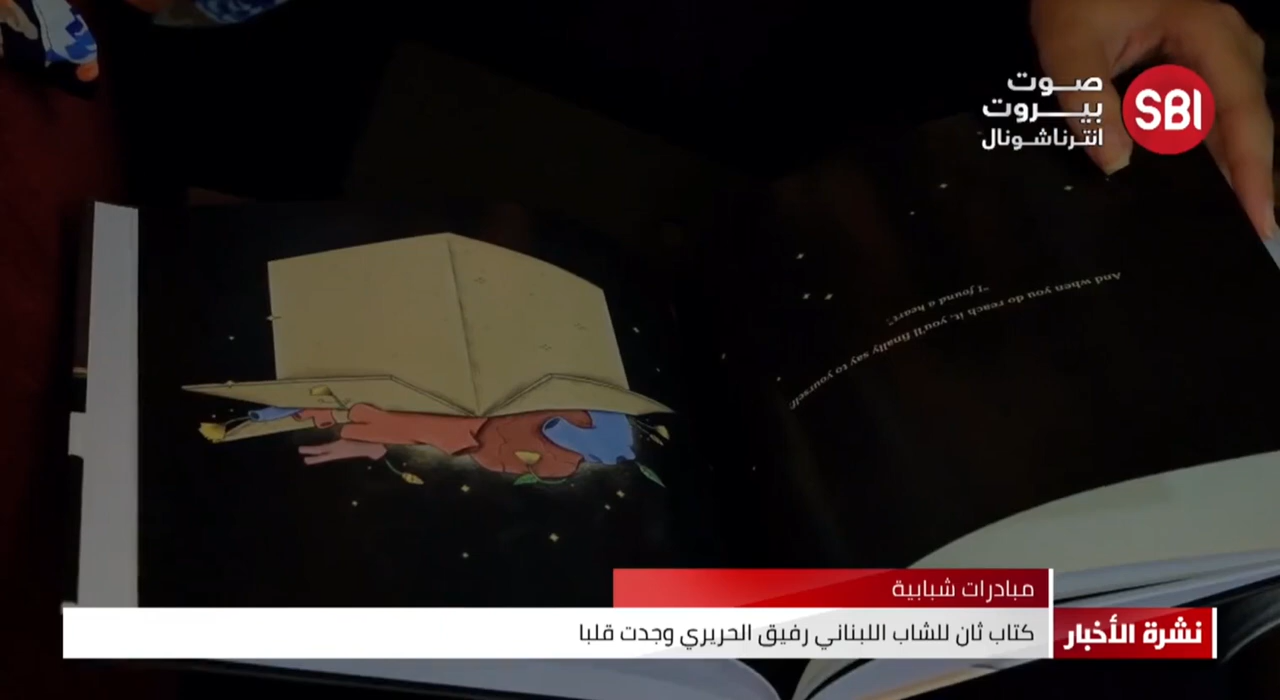 صوت
بيروت
انترناشونال
SBI
And when you do reach it, you'll finally say to yourself:
"I found a heart"
مبادرات شبابية
نشرة الأخبار
كتاب ثان للشاب اللبناني رفيق الحريري وجدت قلبا